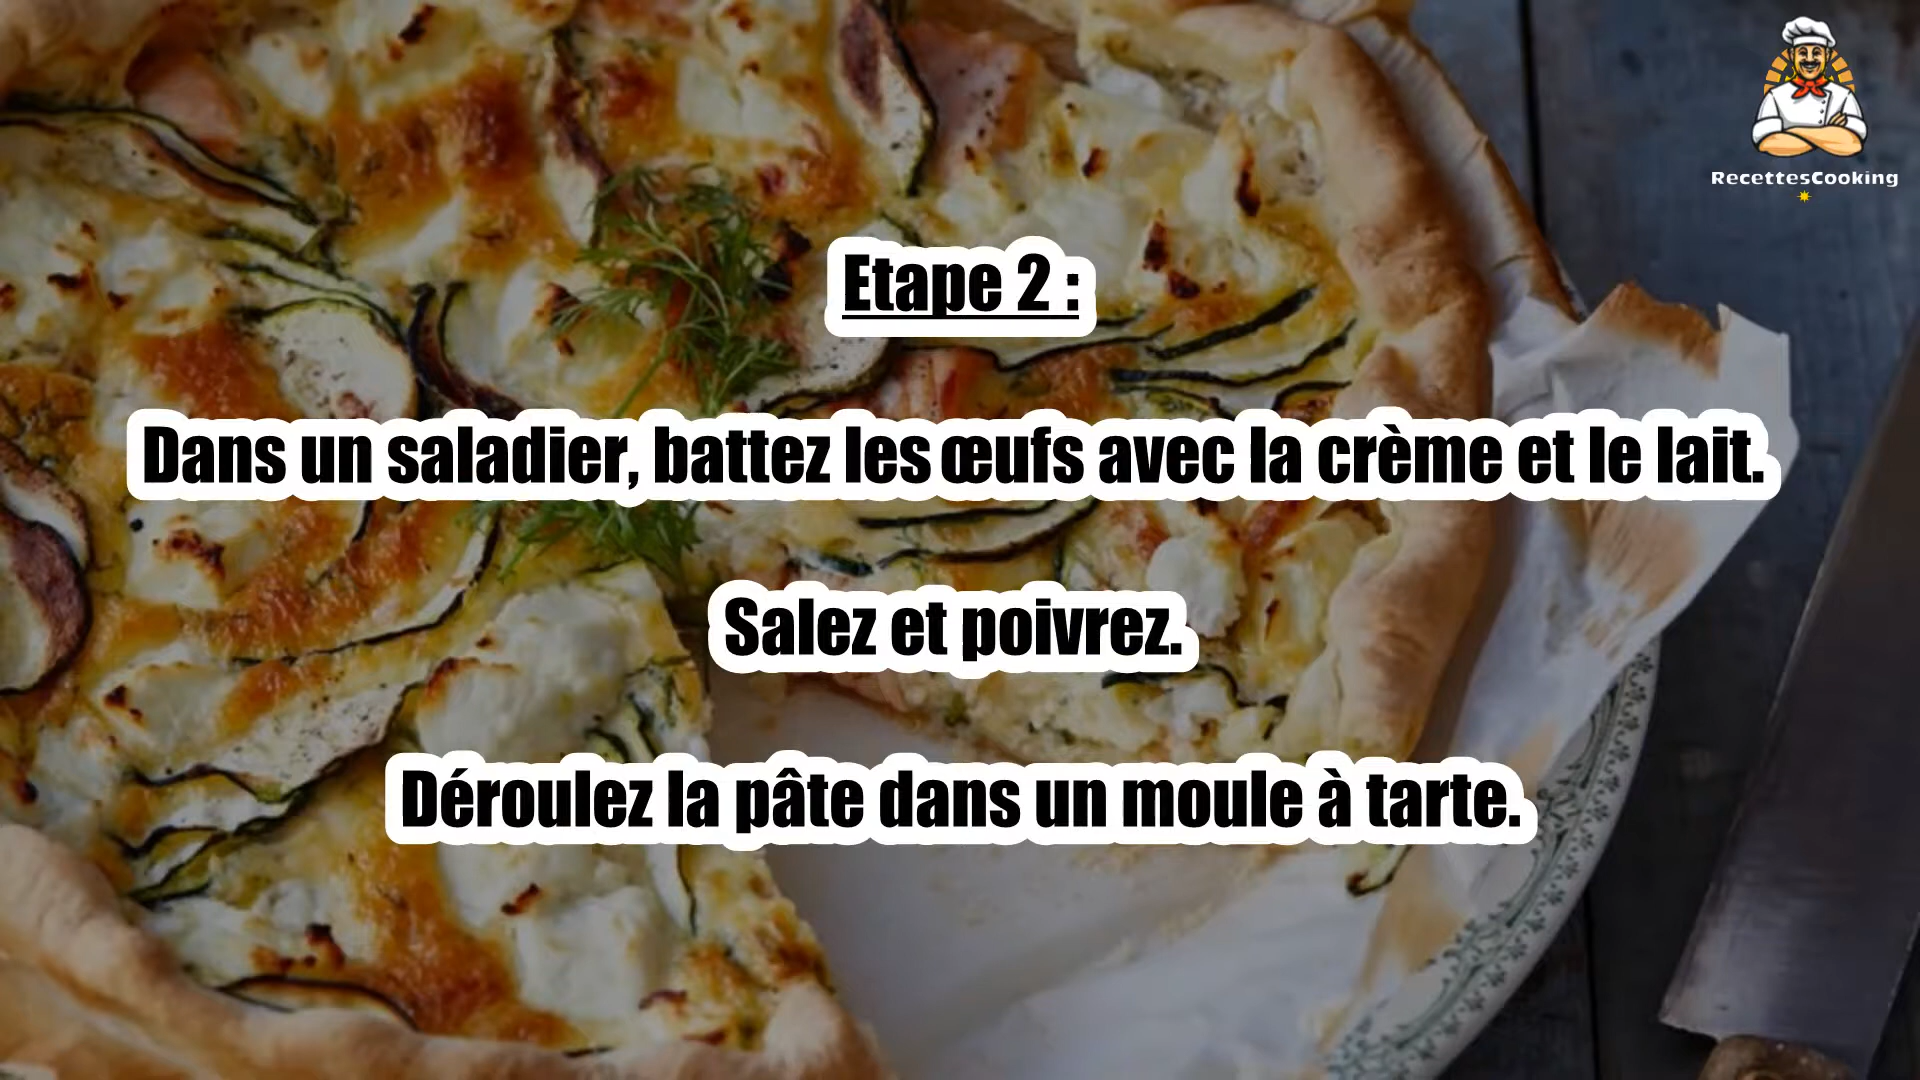 RecettesCooking
Etape 2 :
Dans un saladier, battez les œufs avec la crème et le lait.
Salez et poivrez.
Déroulez la pâte dans un moule à tarte.